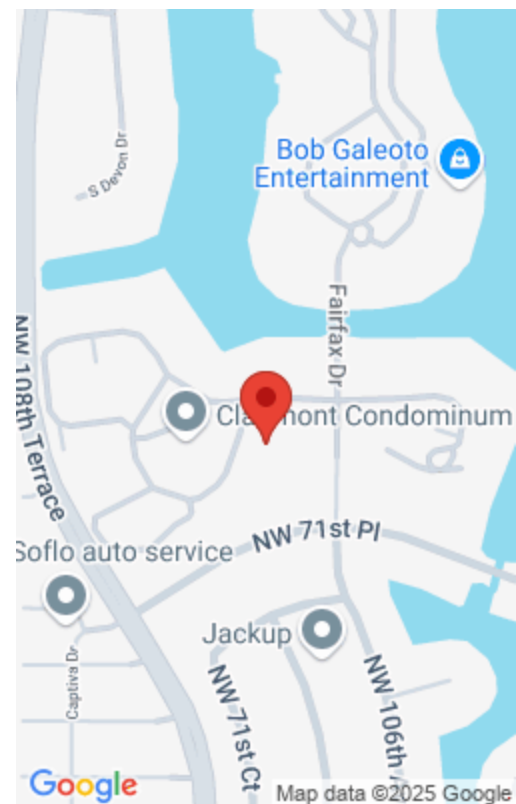 S Devon Dr
Bob Galeoto
Entertainment
Fairfax Dr
NW 108th Terrace
Condominum
Soflo auto service
NW 71st Pl
Jackup
Captiva Dr
NW 71st Ct
NW 106th
Google
Map data ©2025 Google